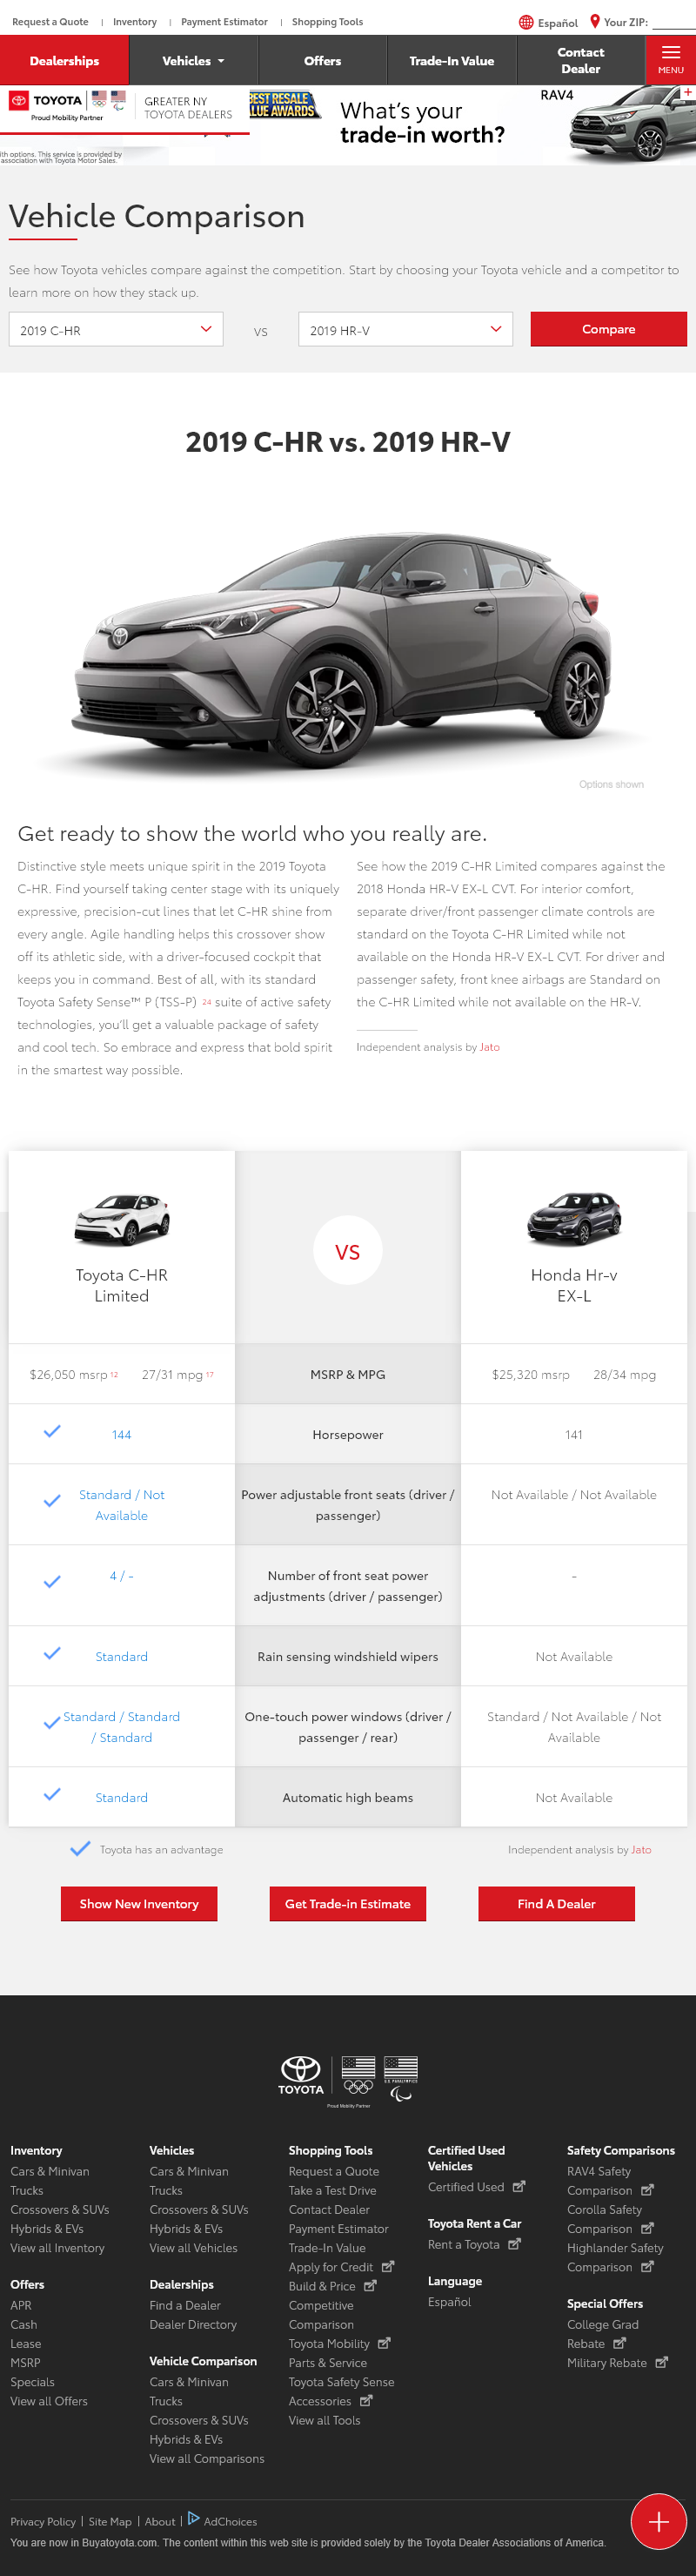 Request a Quote | Inventory | Payment Estimator | Shopping Tools Español Your ZIP:
Dealerships Vehicles Offers Trade-In Value Contact Dealer MENU
TOYOTA
Proud Mobility Partner
GREATER NY
TOYOTA DEALERS
BEST RESALE
VALUE AWARDS
What's your
trade-in worth?
RAV4
+
ith options. This service is provided by
association with Toyota Motor Sales.
Vehicle Comparison
See how Toyota vehicles compare against the competition. Start by choosing your Toyota vehicle and a competitor to
learn more on how they stack up.
2019 C-HR VS 2019 HR-V Compare
2019 C-HR vs. 2019 HR-V
Options shown
Get ready to show the world who you really are.
Distinctive style meets unique spirit in the 2019 Toyota
C-HR. Find yourself taking center stage with its uniquely
expressive, precision-cut lines that let C-HR shine from
every angle. Agile handling helps this crossover show
off its athletic side, with a driver-focused cockpit that
keeps you in command. Best of all, with its standard
Toyota Safety Sense™ P (TSS-P) 24 suite of active safety
technologies, you'll get a valuable package of safety
and cool tech. So embrace and express that bold spirit
in the smartest way possible.
See how the 2019 C-HR Limited compares against the
2018 Honda HR-V EX-L CVT. For interior comfort,
separate driver/front passenger climate controls are
standard on the Toyota C-HR Limited while not
available on the Honda HR-V EX-L CVT. For driver and
passenger safety, front knee airbags are Standard on
the C-HR Limited while not available on the HR-V.
Independent analysis by Jato
Toyota C-HR
Limited
VS
Honda Hr-v
EX-L
$26,050 msrp 12 27/31 mpg 17 MSRP & MPG $25,320 msrp 28/34 mpg
144 Horsepower 141
Standard / Not
Available
Power adjustable front seats (driver /
passenger)
Not Available / Not Available
4 / -
Number of front seat power
adjustments (driver / passenger)
-
Standard Rain sensing windshield wipers Not Available
Standard / Standard
/ Standard
One-touch power windows (driver /
passenger / rear)
Standard / Not Available / Not
Available
Standard Automatic high beams Not Available
Toyota has an advantage Independent analysis by Jato
Show New Inventory Get Trade-in Estimate Find A Dealer
TOYOTA
U.S. PARALYMPICS
Proud Mobility Partner
Inventory
Cars & Minivan
Trucks
Crossovers & SUVs
Hybrids & EVs
View all Inventory
Offers
APR
Cash
Lease
MSRP
Specials
View all Offers
Vehicles
Cars & Minivan
Trucks
Crossovers & SUVs
Hybrids & EVs
View all Vehicles
Dealerships
Find a Dealer
Dealer Directory
Vehicle Comparison
Cars & Minivan
Trucks
Crossovers & SUVs
Hybrids & EVs
View all Comparisons
Shopping Tools
Request a Quote
Take a Test Drive
Contact Dealer
Payment Estimator
Trade-In Value
Apply for Credit
Build & Price
Competitive
Comparison
Toyota Mobility
Parts & Service
Toyota Safety Sense
Accessories
View all Tools
Certified Used
Vehicles
Certified Used
Toyota Rent a Car
Rent a Toyota
Language
Español
Safety Comparisons
RAV4 Safety
Comparison
Corolla Safety
Comparison
Highlander Safety
Comparison
Special Offers
College Grad
Rebate
Military Rebate
Privacy Policy | Site Map | About | AdChoices
You are now in Buyatoyota.com. The content within this web site is provided solely by the Toyota Dealer Associations of America.
+